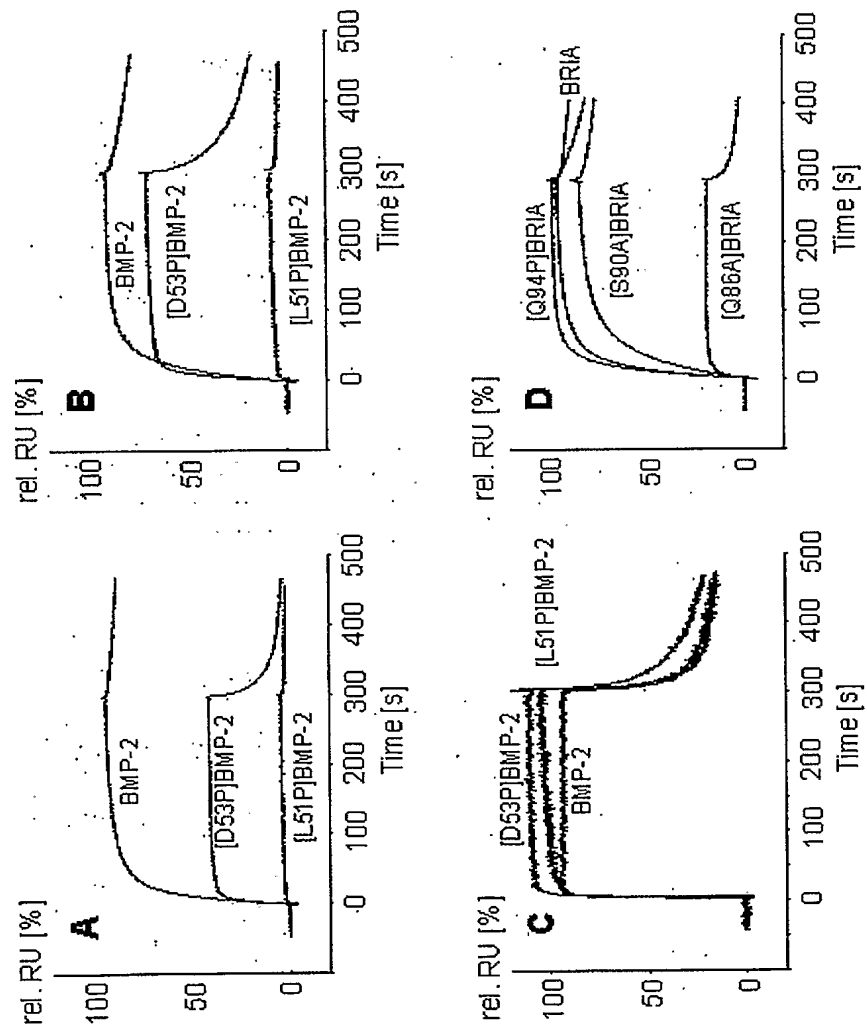 A
rel. RU [%]
100
50
0
BMP-2
[D53P]BMP-2
[L51P]BMP-2
0
100
200
300
400
500
Time [s]
B
rel. RU [%]
100
50
0
BMP-2
[D53P]BMP-2
[L51P]BMP-2
0
100
200
300
400
500
Time [s]
C
rel. RU [%]
100
50
0
[D53P]BMP-2
[L51P]BMP-2
BMP-2
0
100
200
300
400
500
Time [s]
D
rel. RU [%]
100
50
0
[Q94P]BRIA
BRIA
[S90A]BRIA
[Q86A]BRIA
0
100
200
300
400
500
Time [s]